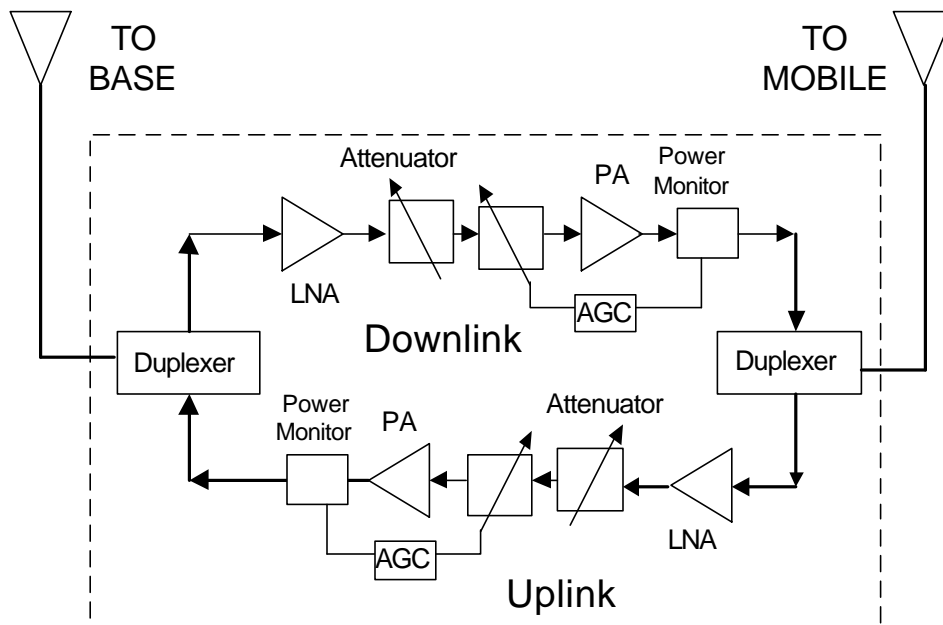 TO
BASE
TO
MOBILE
Attenuator
PA
Power
Monitor
LNA
AGC
Downlink
Duplexer
Duplexer
Power
Monitor
PA
Attenuator
LNA
AGC
Uplink